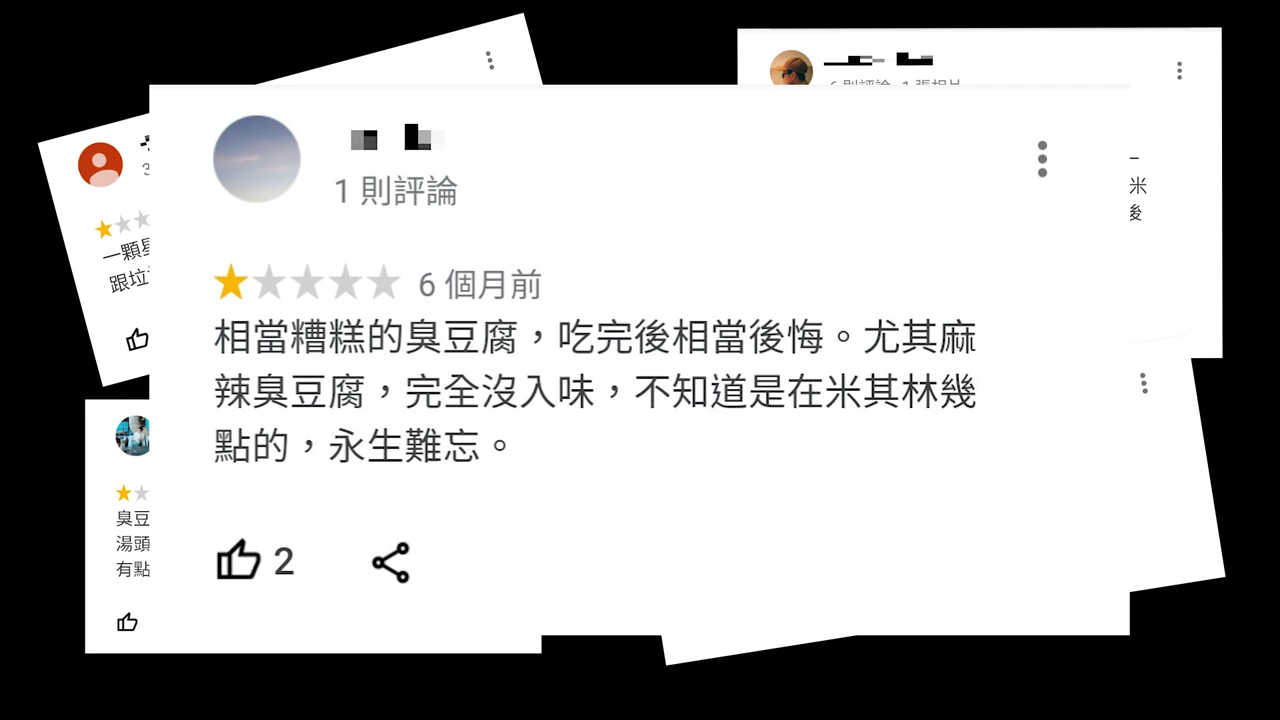 1 則評論
6 個月前
相當糟糕的臭豆腐，吃完後相當後悔。尤其麻
辣臭豆腐，完全沒入味，不知道是在米其林幾
點的，永生難忘。
2
3
一顆星
跟垃
臭豆
湯頭
有點
米
後